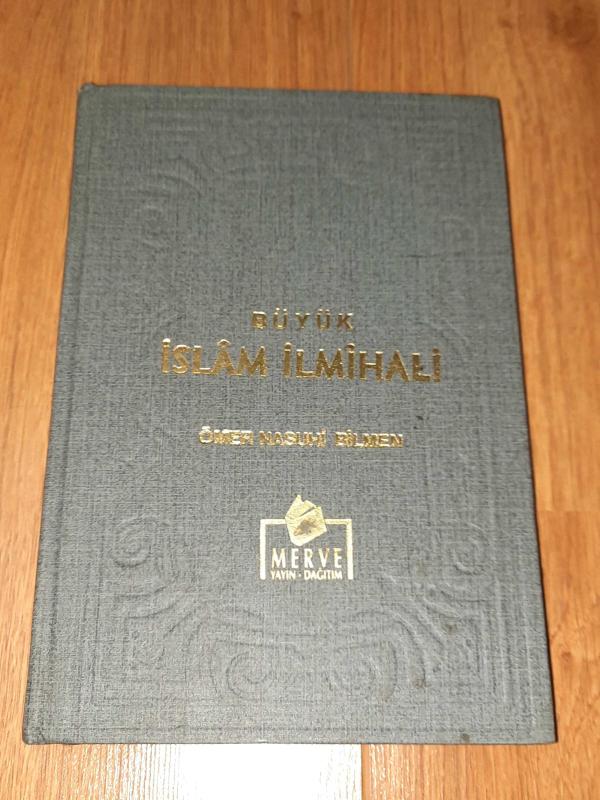 BÜYÜK
İSLÂM İLMİHALİ
ÖMER NASUHİ BİLMEN
MERVE
YAYIN - DAĞITIM